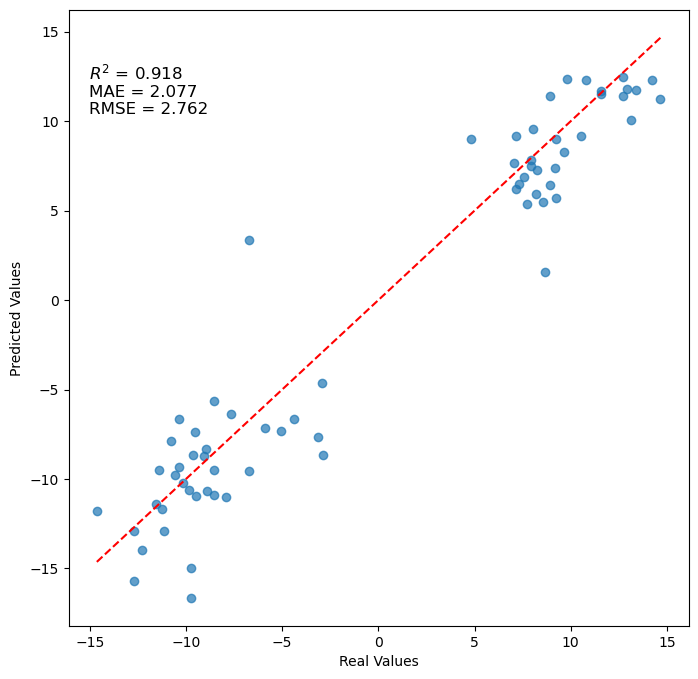 15
10
5
0
−5
−10
−15
R² = 0.918
MAE = 2.077
RMSE = 2.762
Predicted Values
−15 −10 −5 0 5 10 15
Real Values